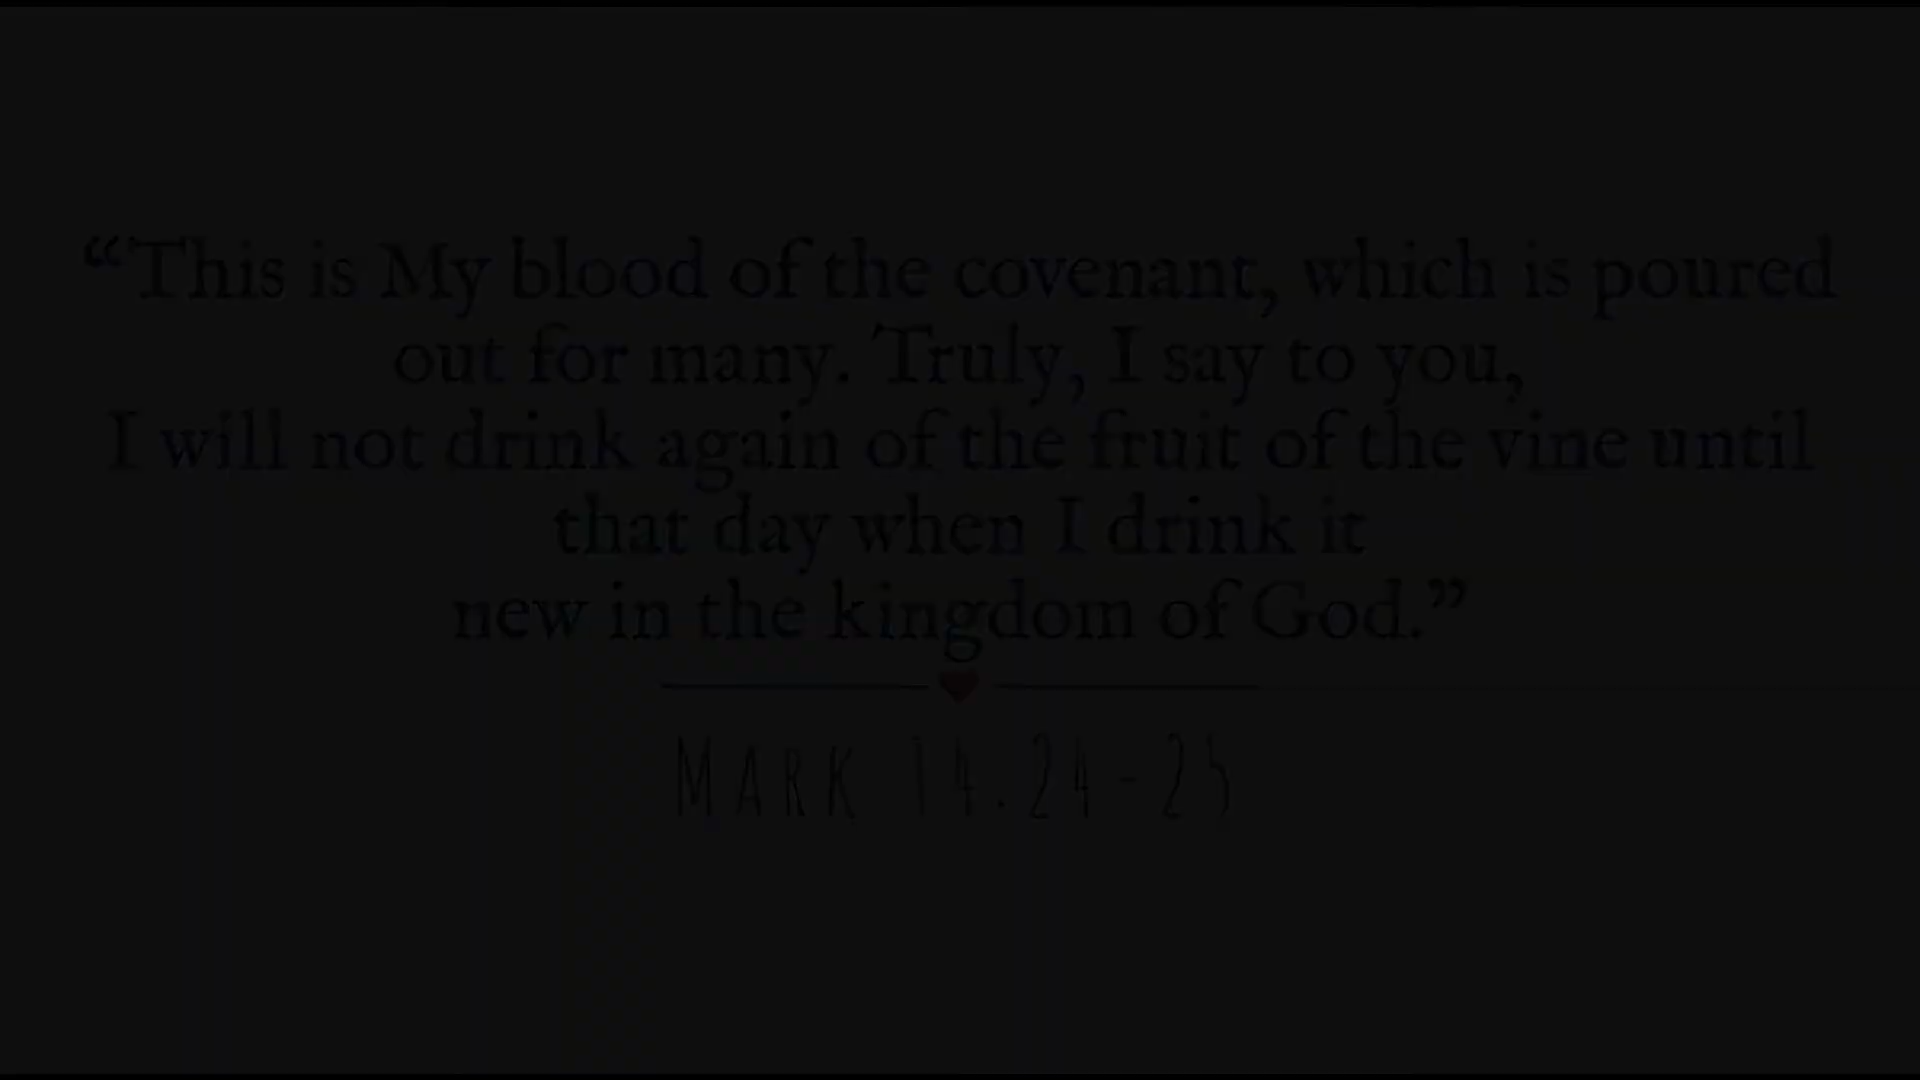 “This is My blood of the covenant, which is poured
out for many. Truly, I say to you,
I will not drink again of the fruit of the vine until
that day when I drink it
new in the kingdom of God.”
MARK 14.24-25